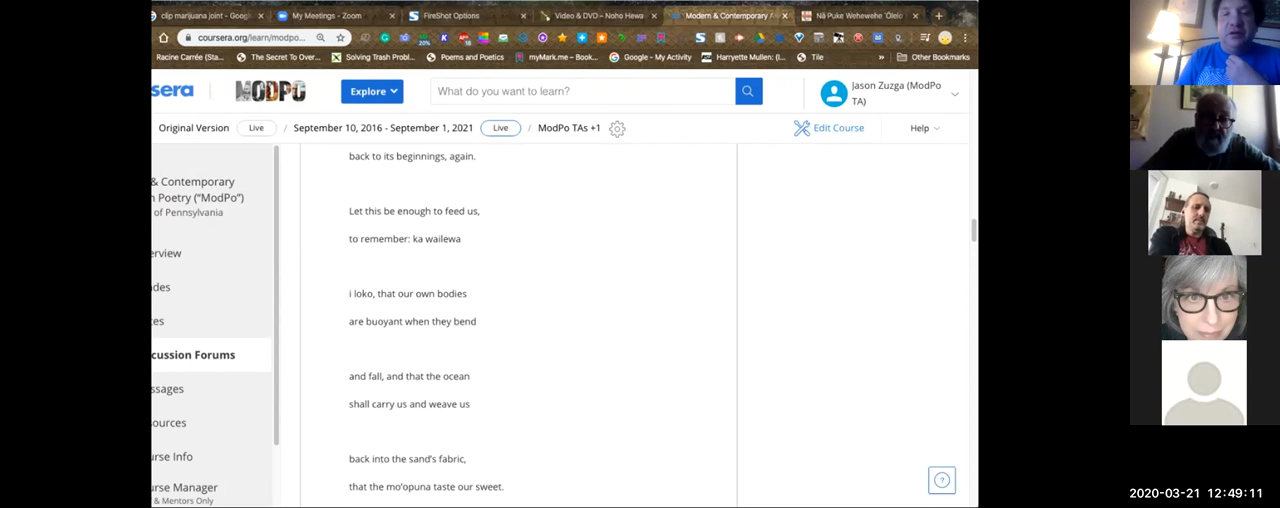 clip marijuana joint - Googl
My Meetings - Zoom
FireShot Options
Video & DVD – Noho Hewa
Modern & Contemporary A
Nā Puke Wehewehe ʻŌlelo
coursera.org/learn/modpo...
Racine Carrée (Sta...
The Secret To Over...
Solving Trash Probl...
Poems and Poetics
myMark.me – Book...
Google - My Activity
Harryette Mullen: (i...
Tile
»
Other Bookmarks
sera
MODPO
Explore
What do you want to learn?
Jason Zuzga (ModPo
TA)
Original Version
Live
/
September 10, 2016 - September 1, 2021
Live
/
ModPo TAs +1
Edit Course
Help
& Contemporary
n Poetry (“ModPo”)
of Pennsylvania
erview
des
es
cussion Forums
ssages
sources
urse Info
urse Manager
& Mentors Only
back to its beginnings, again.
Let this be enough to feed us,
to remember: ka wailewa
i loko, that our own bodies
are buoyant when they bend
and fall, and that the ocean
shall carry us and weave us
back into the sand’s fabric,
that the mo’opuna taste our sweet.
?
2020-03-21 12:49:11